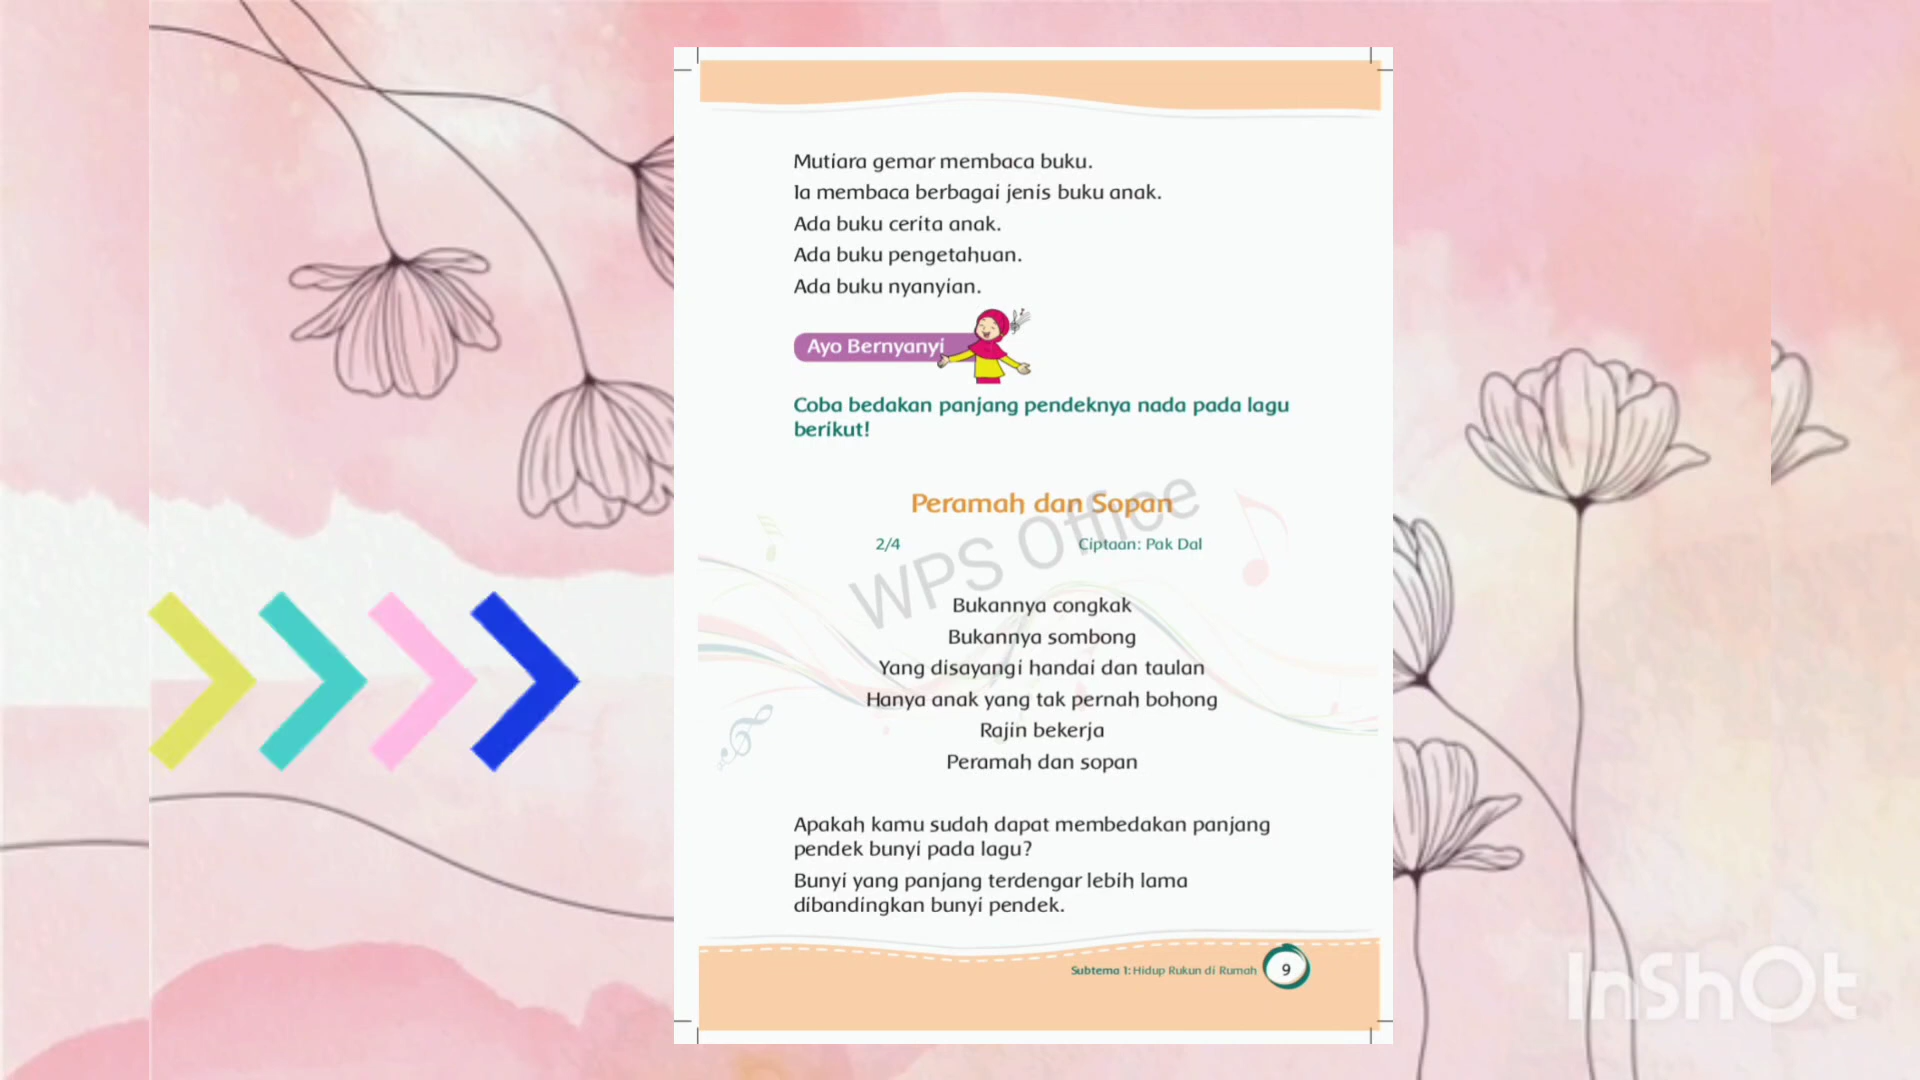 Mutiara gemar membaca buku.
Ia membaca berbagai jenis buku anak.
Ada buku cerita anak.
Ada buku pengetahuan.
Ada buku nyanyian.
Ayo Bernyanyi
Coba bedakan panjang pendeknya nada pada lagu
berikut!
Peramah dan Sopan
2/4 Ciptaan: Pak Dal
WPS Office
Bukannya congkak
Bukannya sombong
Yang disayangi handai dan taulan
Hanya anak yang tak pernah bohong
Rajin bekerja
Peramah dan sopan
Apakah kamu sudah dapat membedakan panjang
pendek bunyi pada lagu?
Bunyi yang panjang terdengar lebih lama
dibandingkan bunyi pendek.
Subtema 1: Hidup Rukun di Rumah 9
InShOt